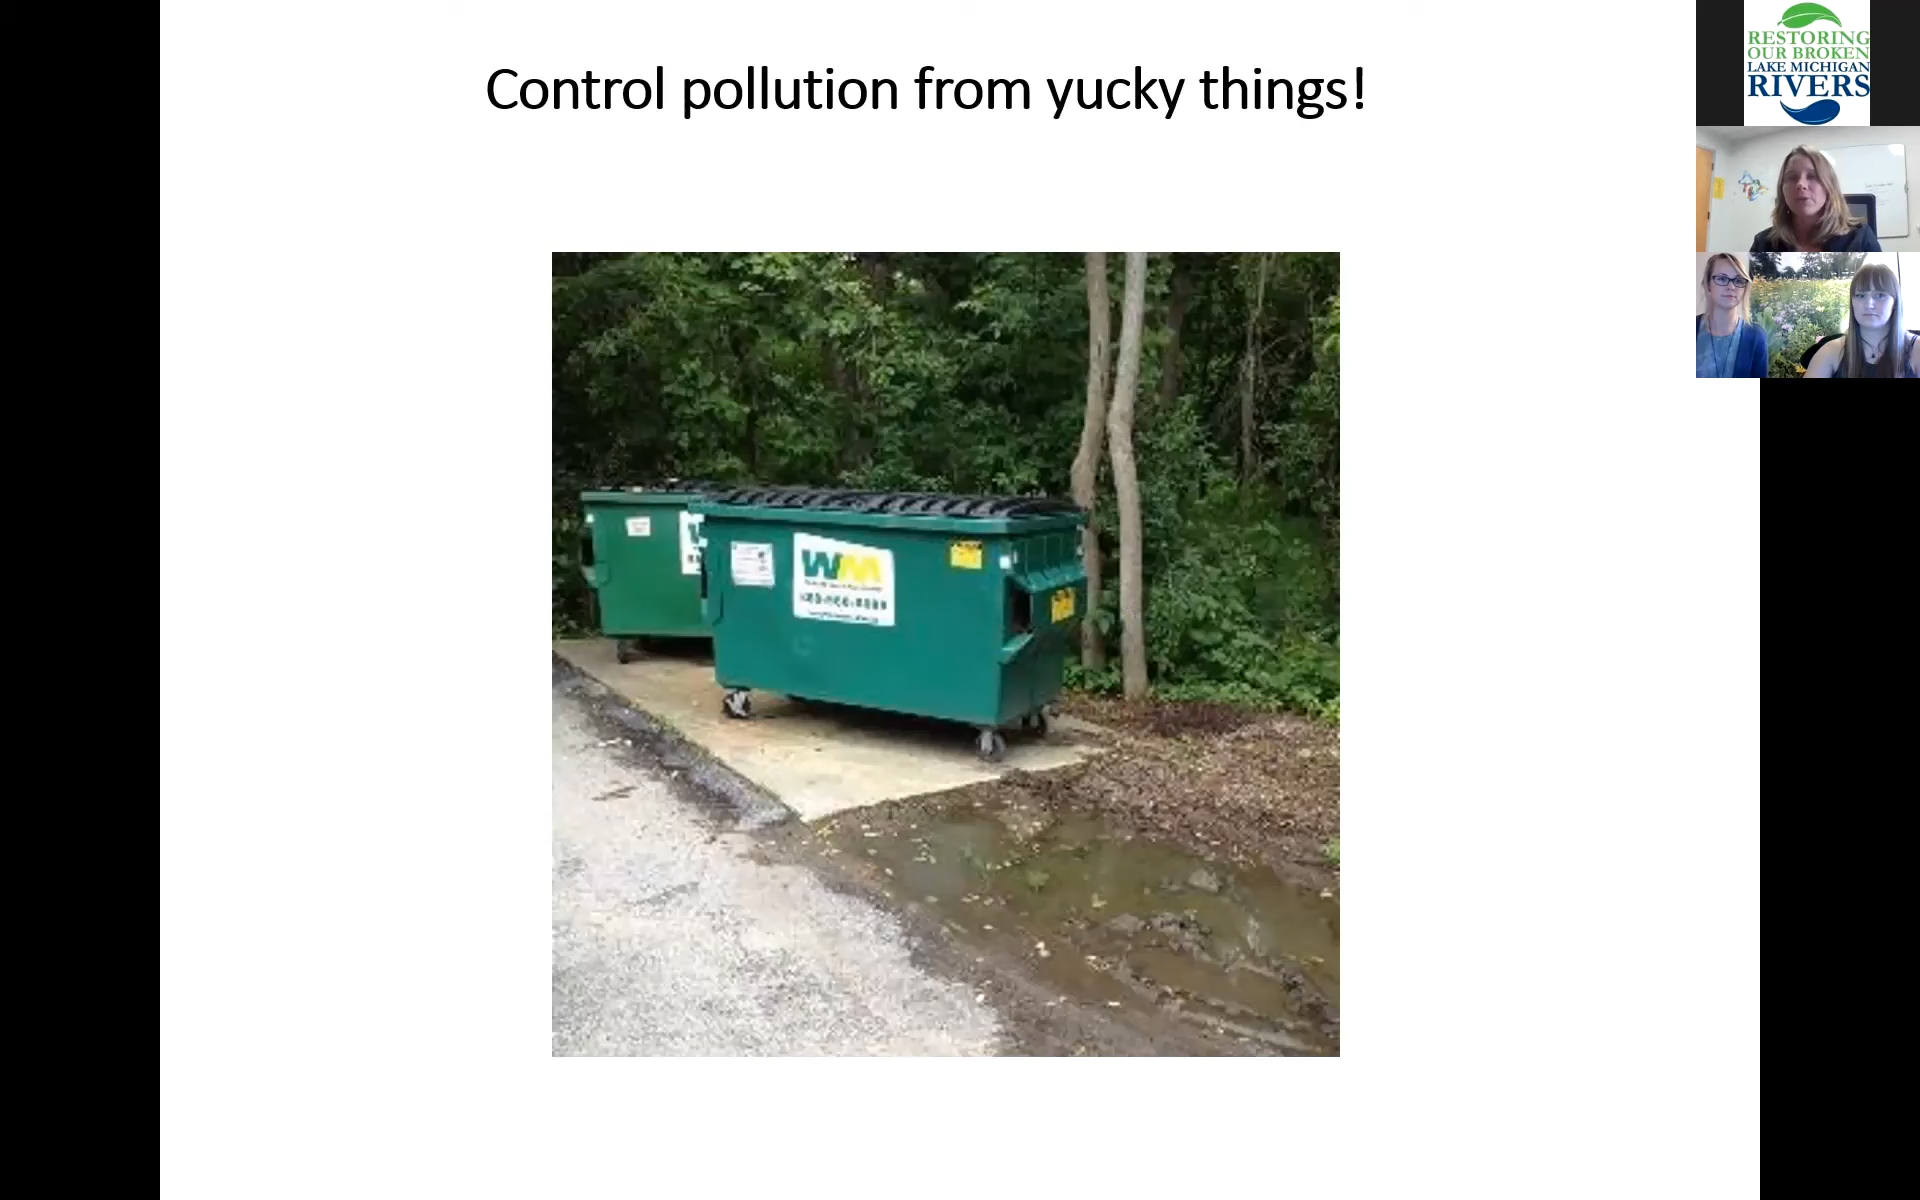 Control pollution from yucky things!
RESTORING
OUR BROKEN
LAKE MICHIGAN
RIVERS
WM